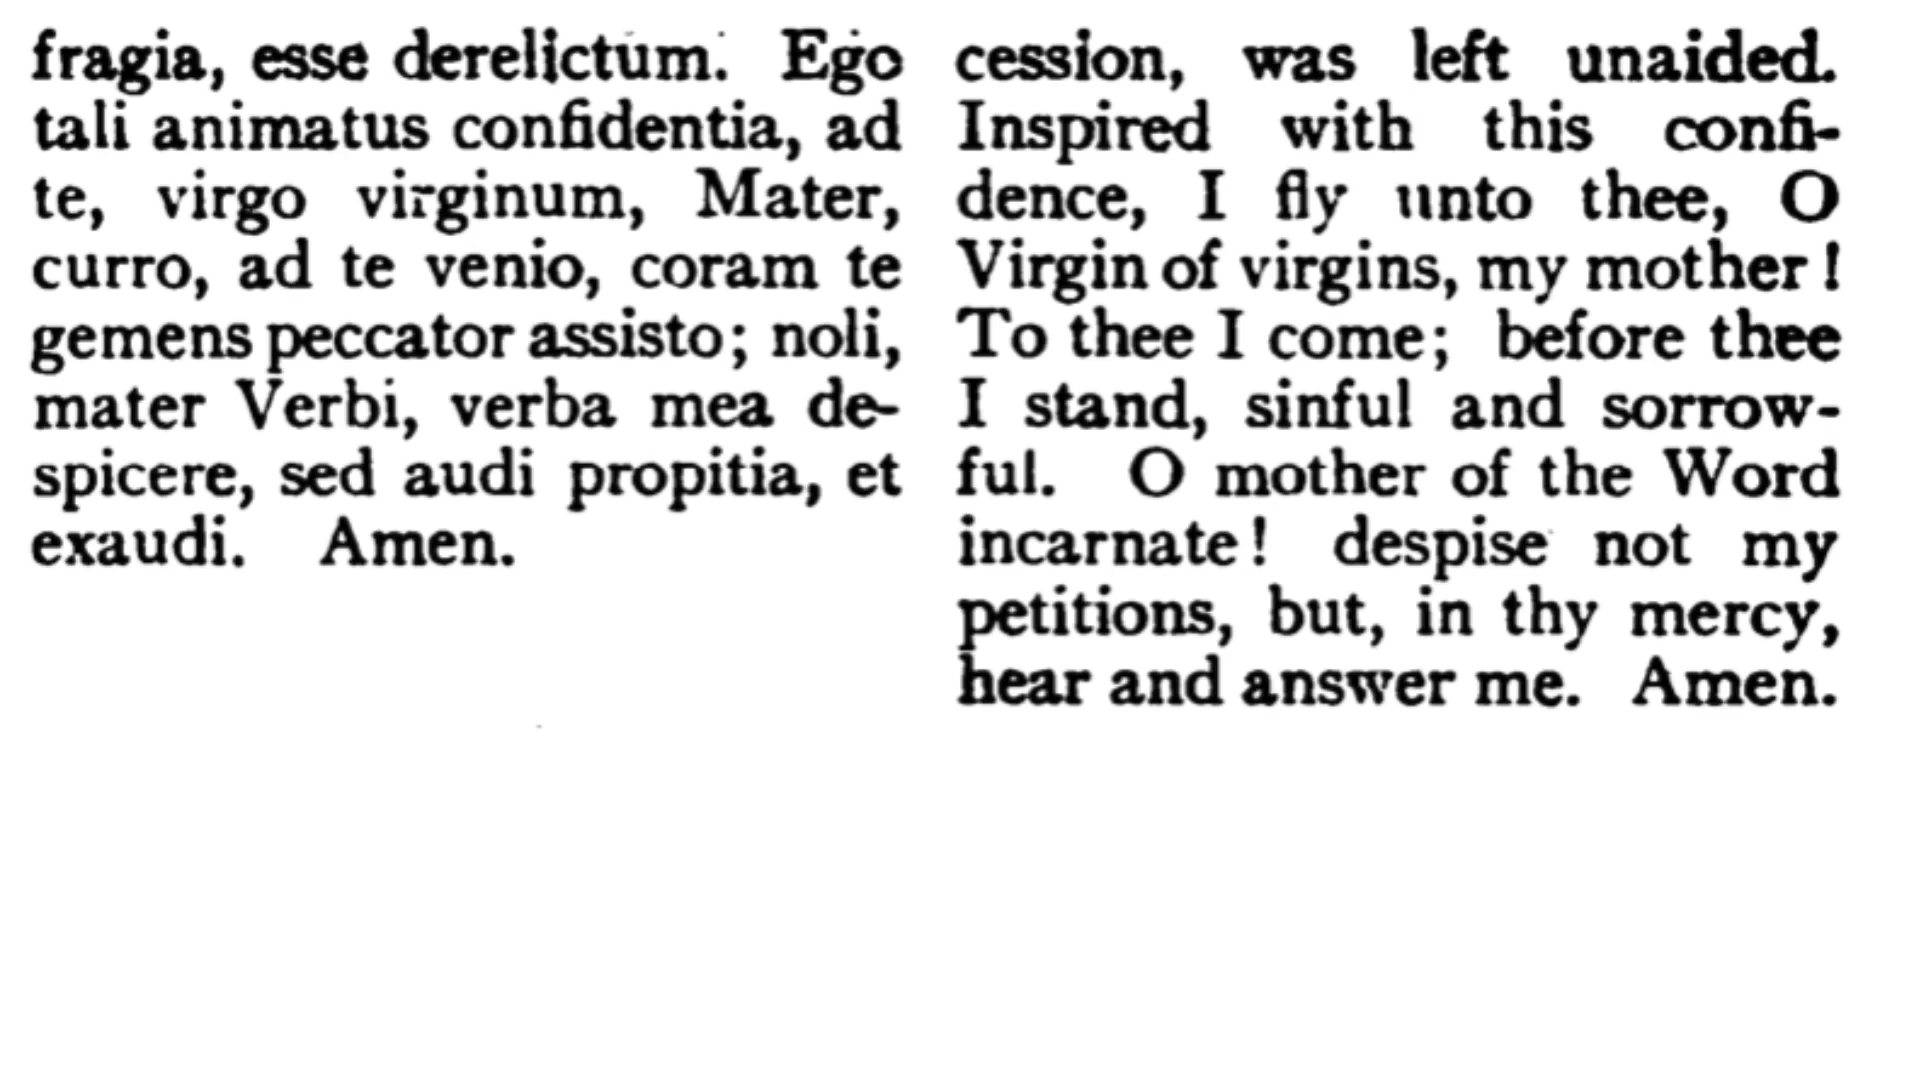 fragia, esse derelictum. Ego
tali animatus confidentia, ad
te, virgo virginum, Mater,
curro, ad te venio, coram te
gemens peccator assisto; noli,
mater Verbi, verba mea de-
spicere, sed audi propitia, et
exaudi. Amen.
cession, was left unaided.
Inspired with this confi-
dence, I fly unto thee, O
Virgin of virgins, my mother!
To thee I come; before thee
I stand, sinful and sorrow-
ful. O mother of the Word
incarnate! despise not my
petitions, but, in thy mercy,
hear and answer me. Amen.